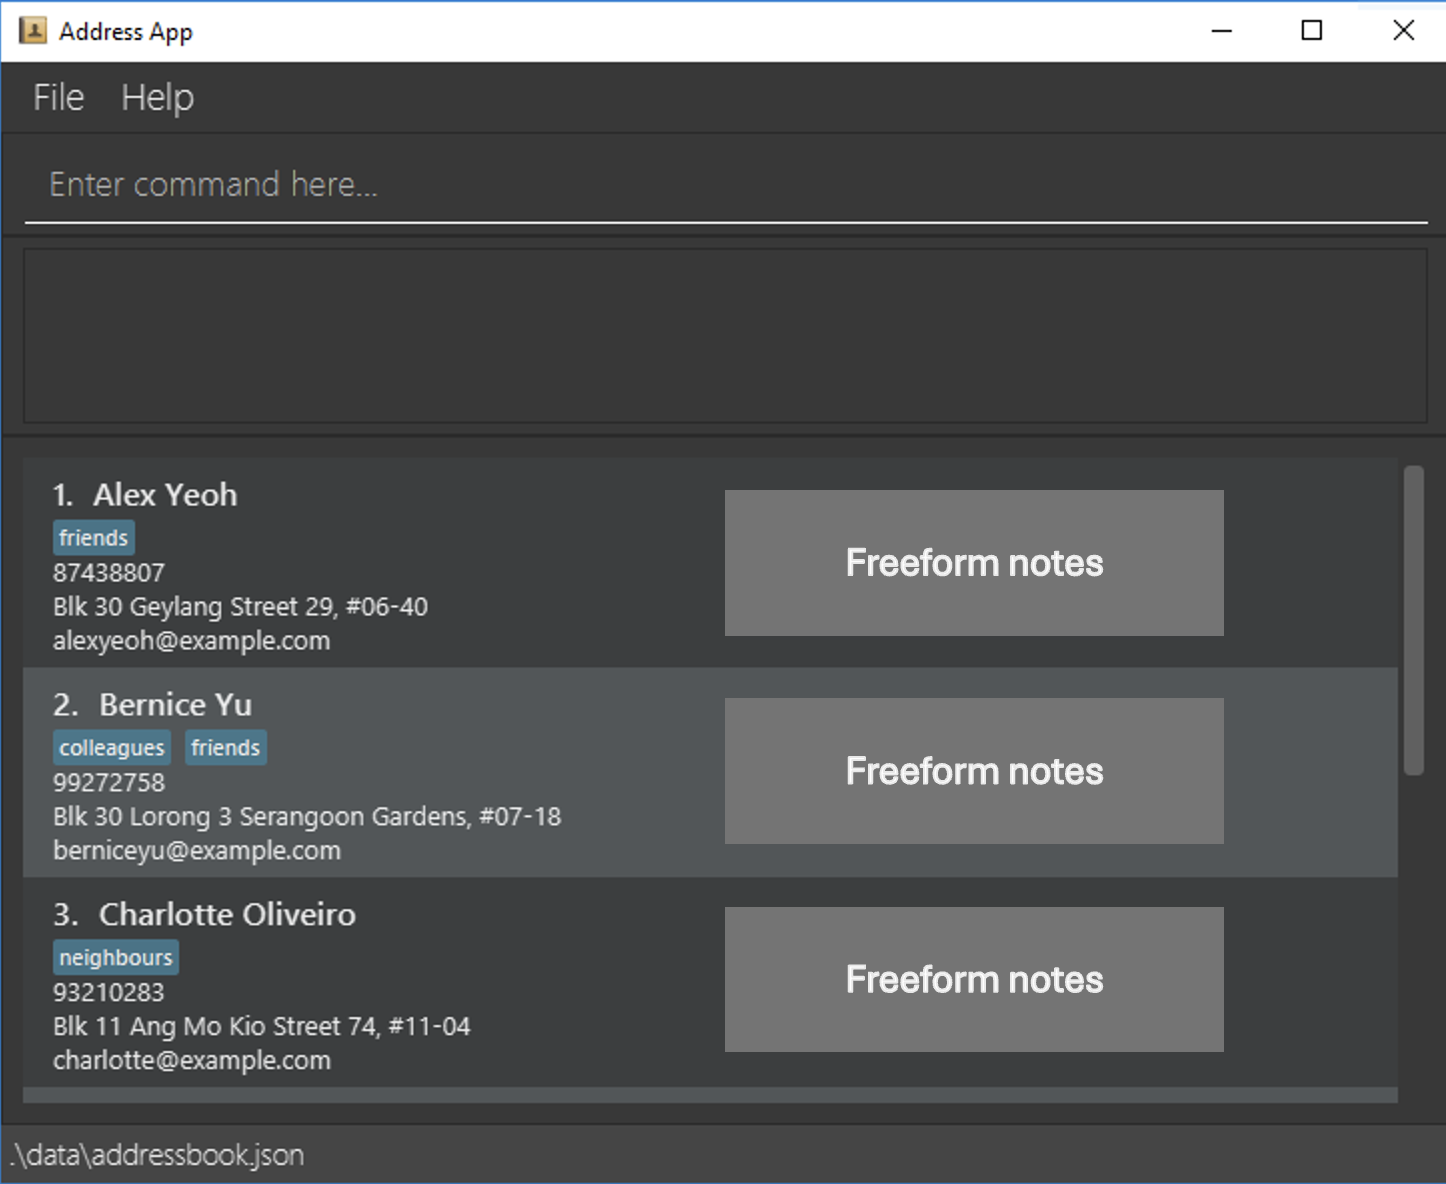 Address App
File Help
Enter command here...
1. Alex Yeoh
friends
87438807
Blk 30 Geylang Street 29, #06-40
alexyeoh@example.com
Freeform notes
2. Bernice Yu
colleagues friends
99272758
Blk 30 Lorong 3 Serangoon Gardens, #07-18
berniceyu@example.com
Freeform notes
3. Charlotte Oliveiro
neighbours
93210283
Blk 11 Ang Mo Kio Street 74, #11-04
charlotte@example.com
Freeform notes
.\data\addressbook.json